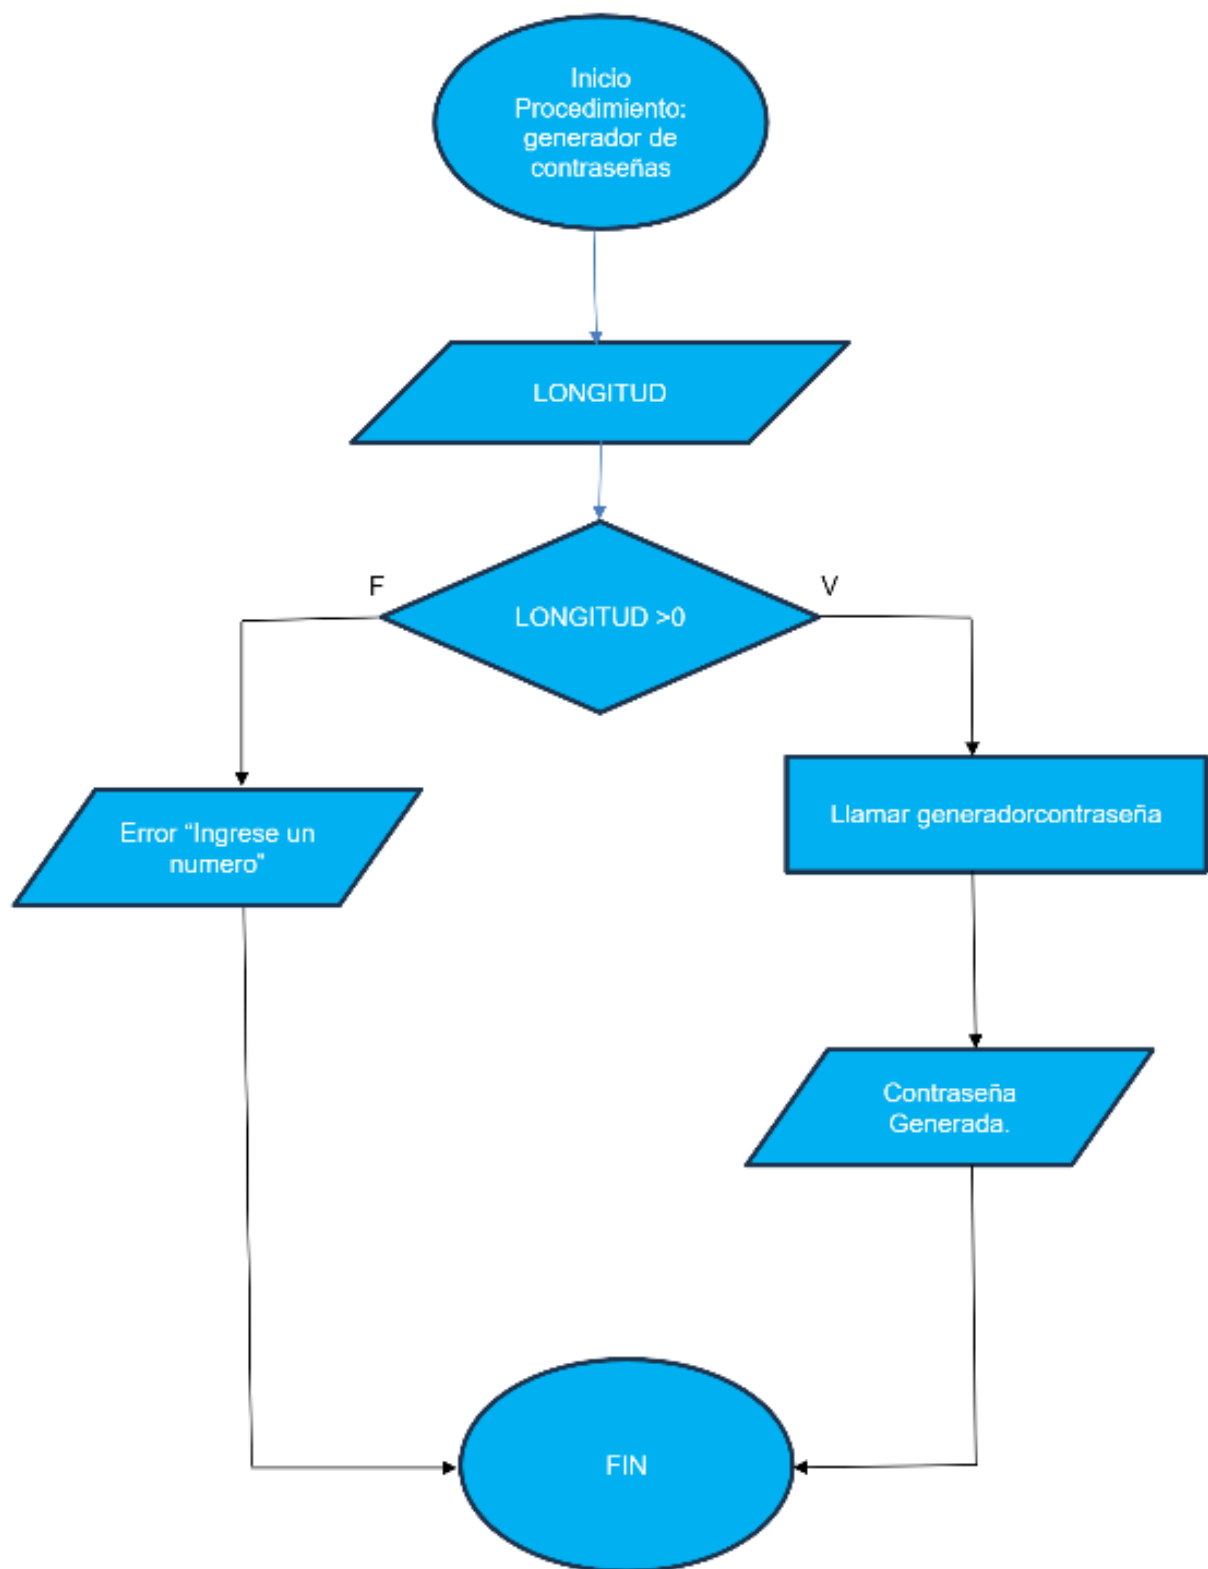 Inicio
Procedimiento:
generador de
contraseñas
LONGITUD
F
V
LONGITUD >0
Error “Ingrese un
numero”
Llamar generadorcontraseña
Contraseña
Generada.
FIN